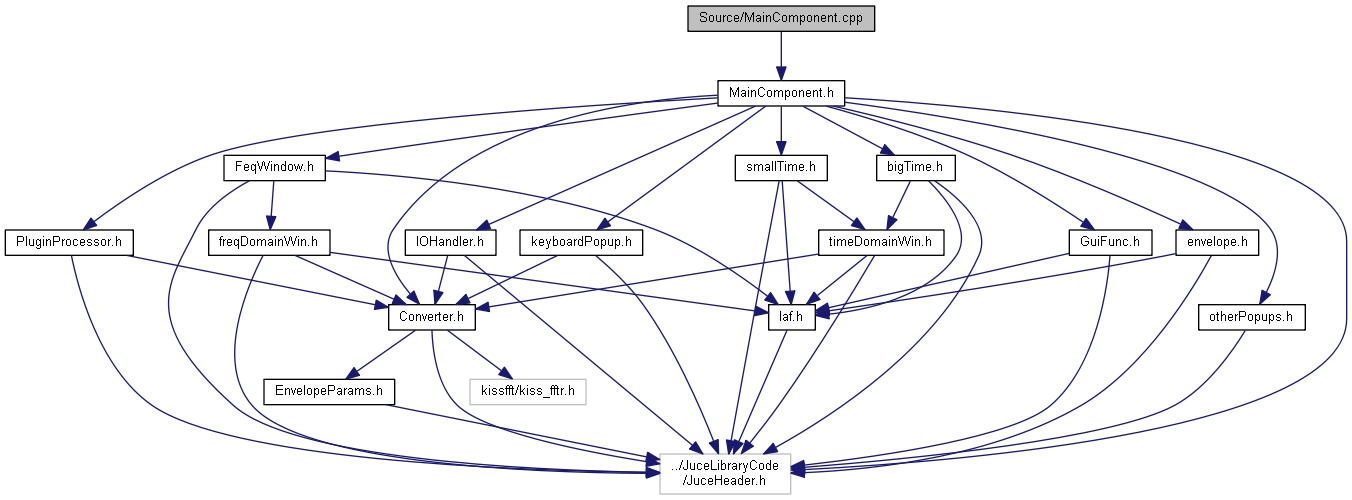 Source/MainComponent.cpp
MainComponent.h
FeqWindow.h
smallTime.h
bigTime.h
PluginProcessor.h
freqDomainWin.h
IOHandler.h
keyboardPopup.h
timeDomainWin.h
GuiFunc.h
envelope.h
Converter.h
laf.h
otherPopups.h
EnvelopeParams.h
kissfft/kiss_fftr.h
../JuceLibraryCode
/JuceHeader.h